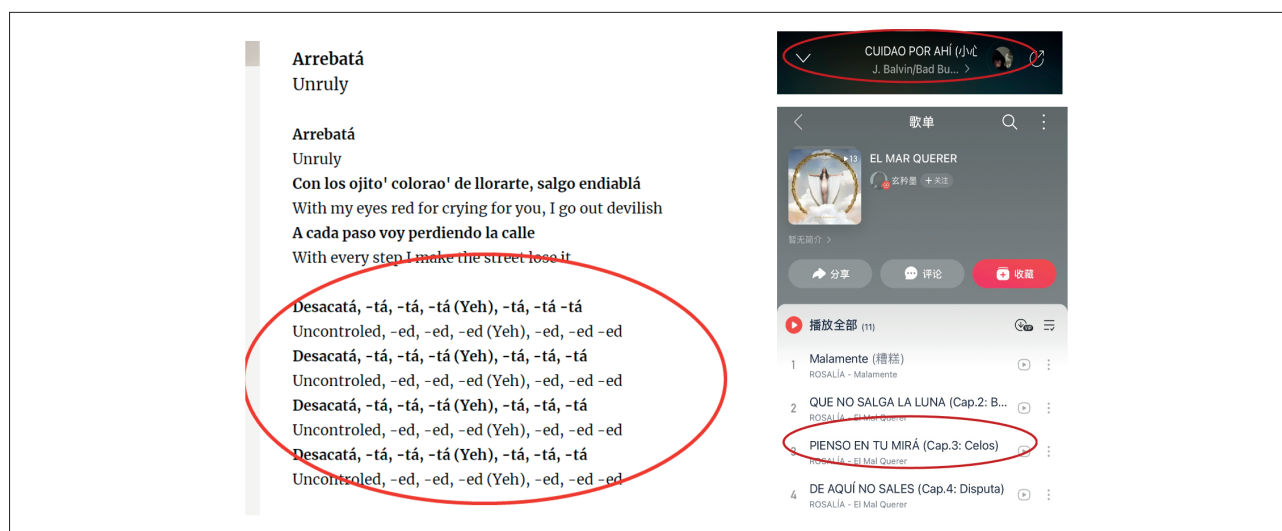 Arrebatá
Unruly
Arrebatá
Unruly
Con los ojito' colorao' de llorarte, salgo endiablá
With my eyes red for crying for you, I go out devilish
A cada paso voy perdiendo la calle
With every step I make the street lose it
Desacatá, -tá, -tá, -tá (Yeh), -tá, -tá -tá
Uncontroled, -ed, -ed, -ed (Yeh), -ed, -ed -ed
Desacatá, -tá, -tá, -tá (Yeh), -tá, -tá, -tá
Uncontroled, -ed, -ed, -ed (Yeh), -ed, -ed -ed
Desacatá, -tá, -tá, -tá (Yeh), -tá, -tá, -tá
Uncontroled, -ed, -ed, -ed (Yeh), -ed, -ed -ed
Desacatá, -tá, -tá, -tá (Yeh), -tá, -tá, -tá
Uncontroled, -ed, -ed, -ed (Yeh), -ed, -ed -ed
CUIDAO POR AHÍ (小心
J. Balvin/Bad Bu... >
歌单
13
EL MAR QUERER
玄矜墨 +关注
暂无简介 >
分享 评论 收藏
播放全部 (11)
VIP
1 Malamente (糟糕)
ROSALÍA - Malamente
2 QUE NO SALGA LA LUNA (Cap.2: B...
ROSALÍA - El Mal Querer
3 PIENSO EN TU MIRÁ (Cap.3: Celos)
ROSALÍA - El Mal Querer
4 DE AQUÍ NO SALES (Cap.4: Disputa)
ROSALÍA - El Mal Querer